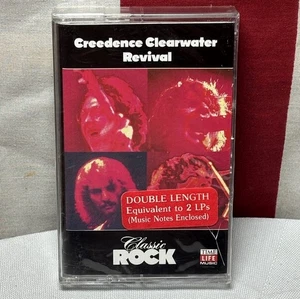 Creedence Clearwater
Revival
DOUBLE LENGTH
Equivalent to 2 LPs
(Music Notes Enclosed)
Classic
ROCK
TIME
LIFE
MUSIC